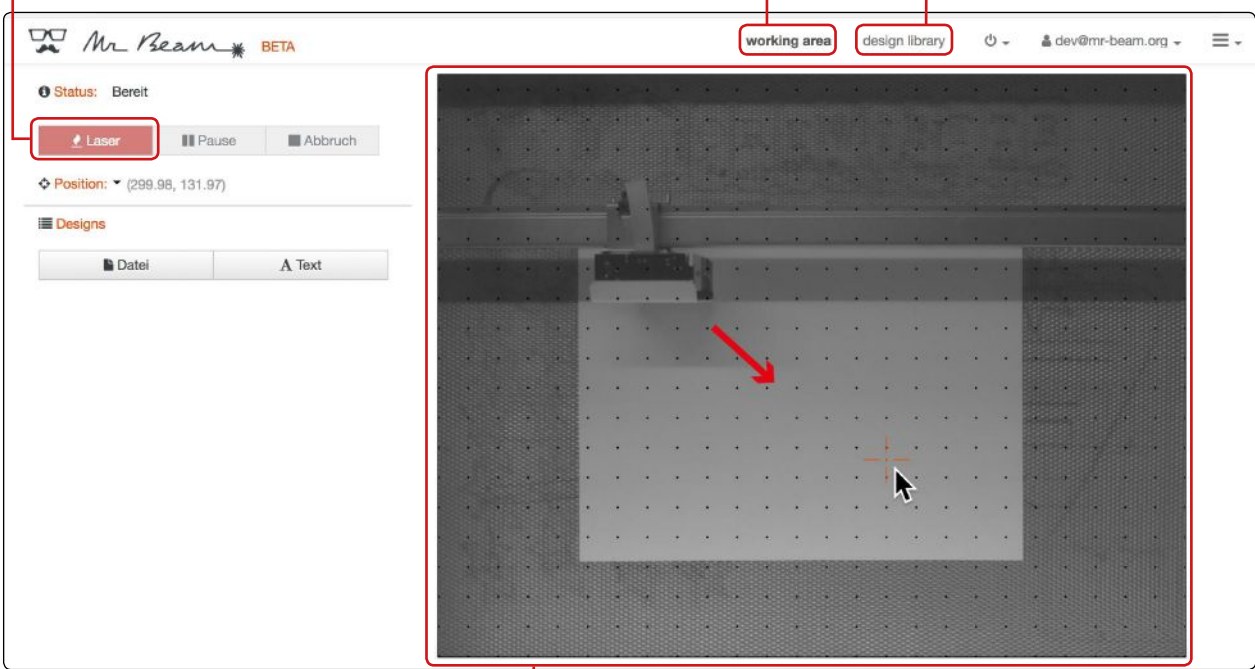 Mr Beam BETA
working area design library dev@mr-beam.org
Status: Bereit
Laser Pause Abbruch
Position: (299.98, 131.97)
Designs
Datei A Text